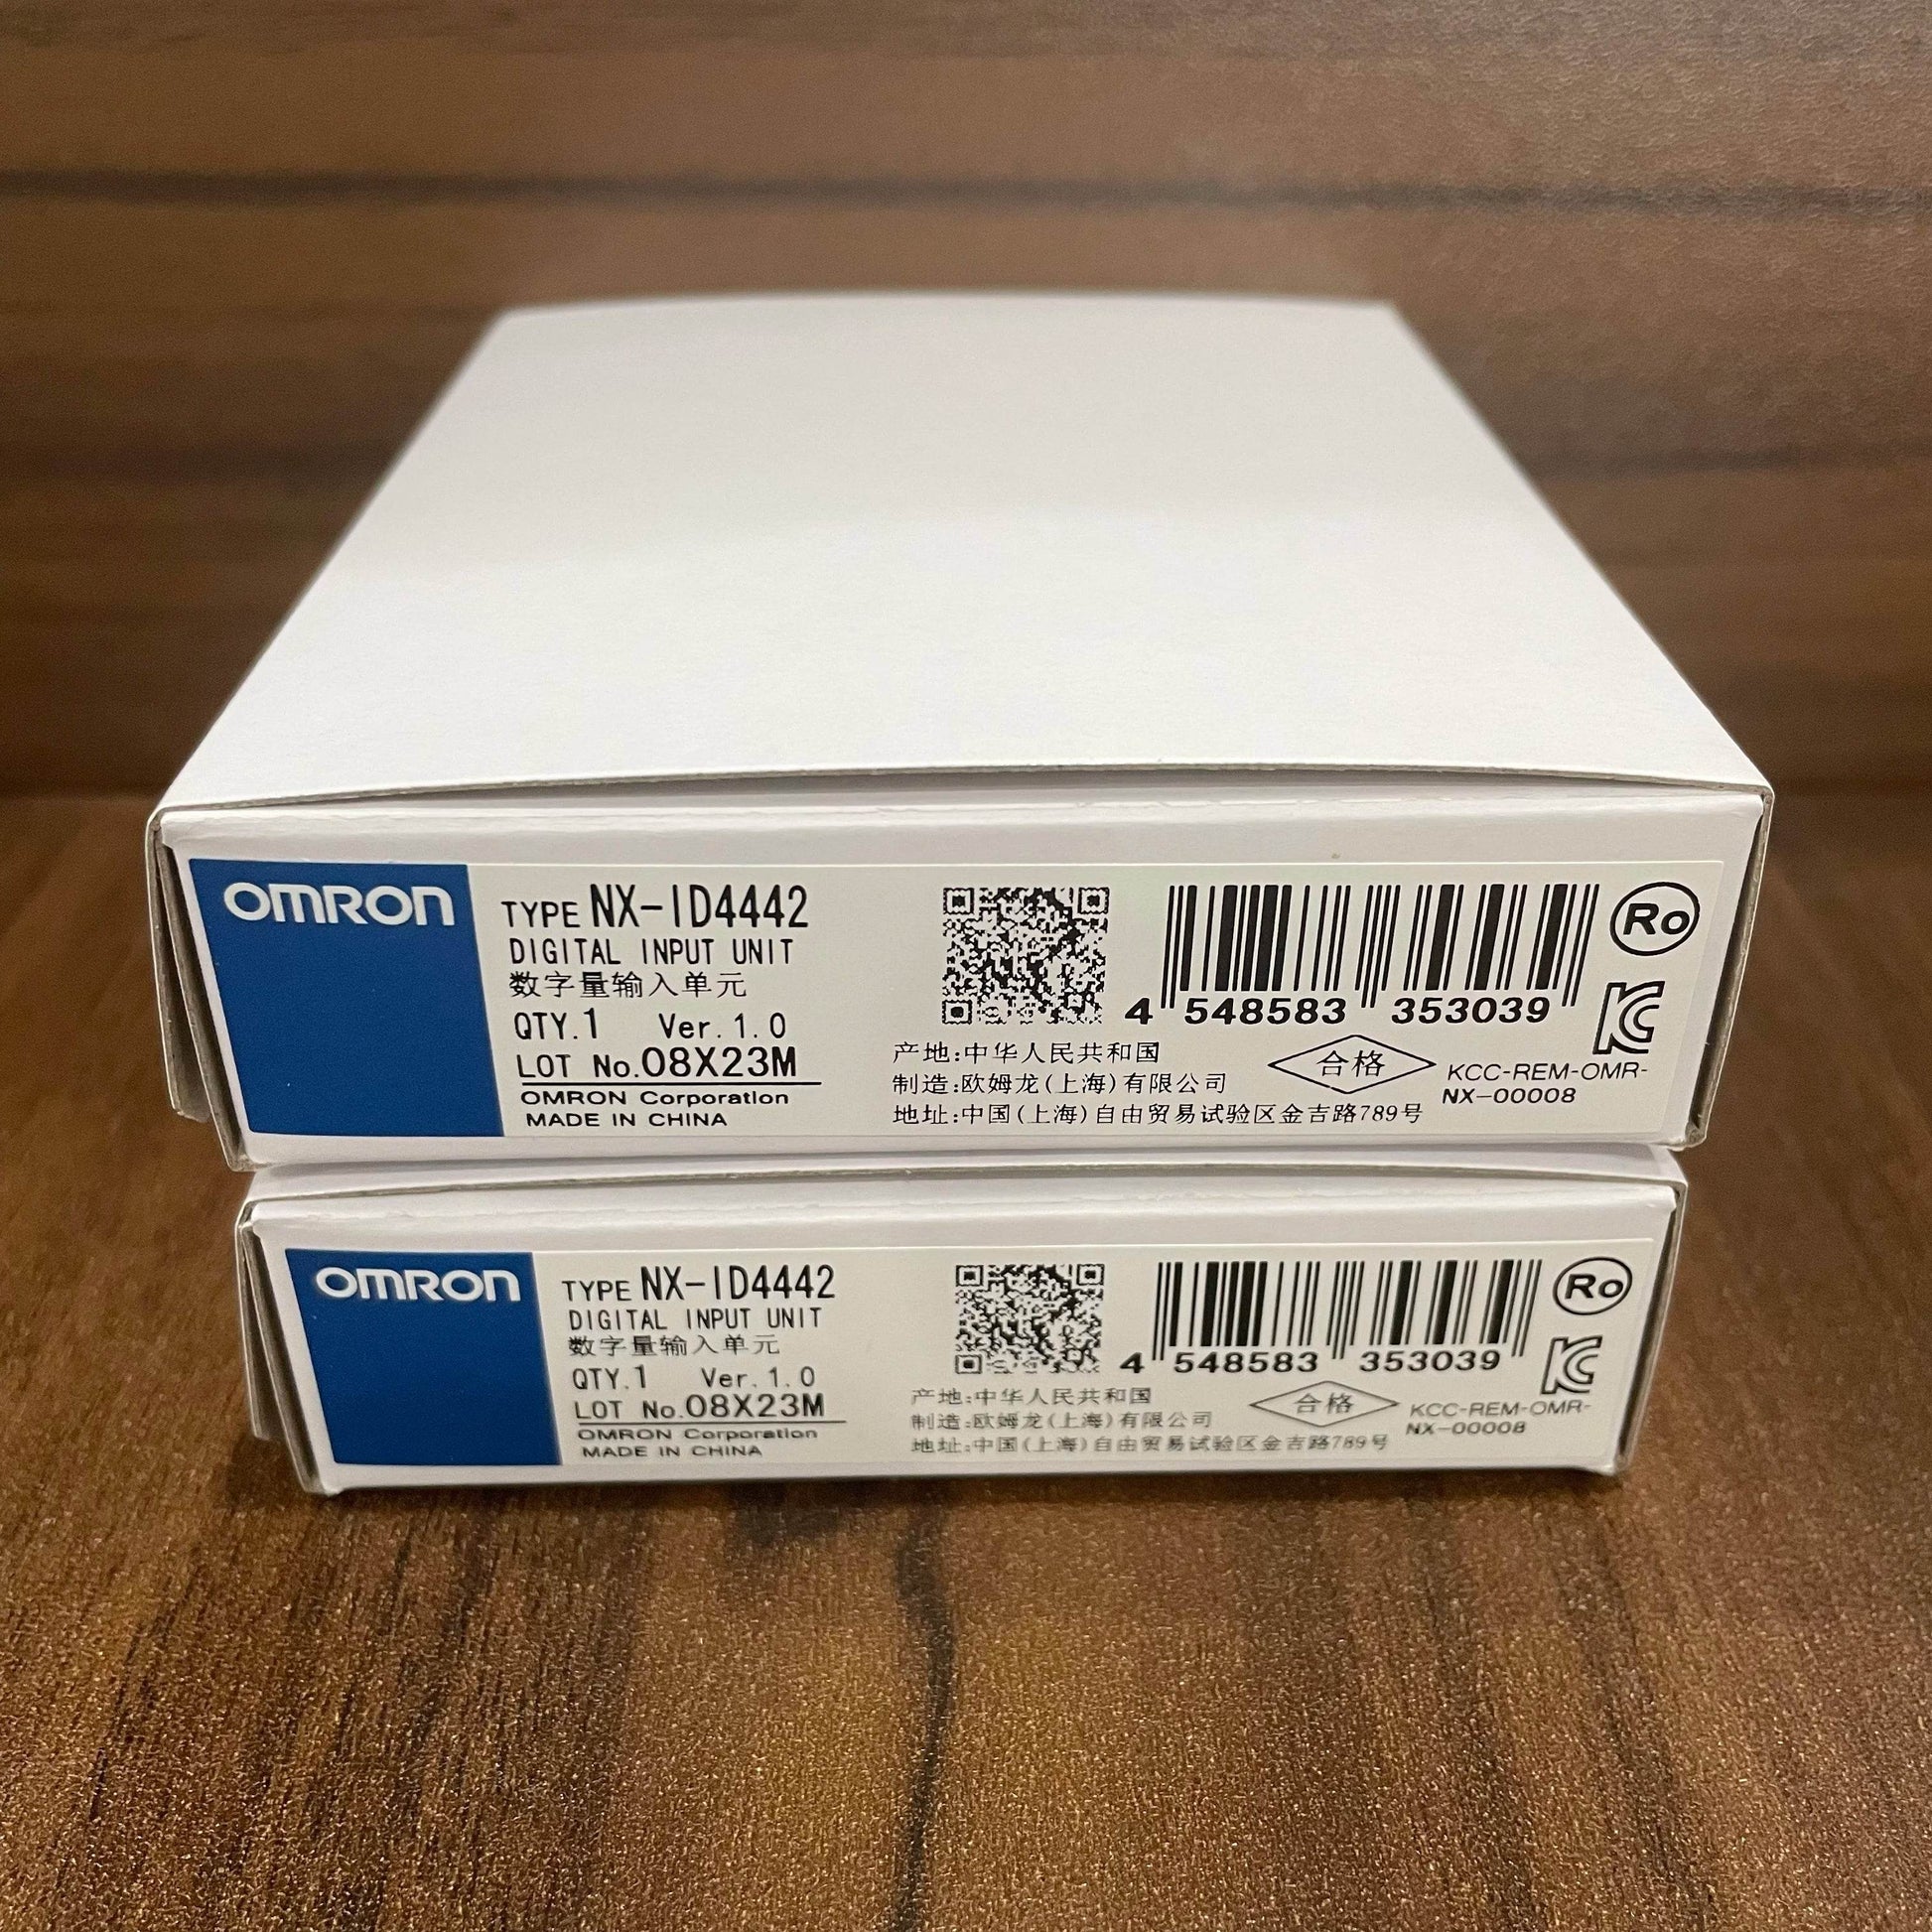 OMRON
TYPE NX-ID4442
DIGITAL INPUT UNIT
数字量输入单元
QTY.1 Ver.1.0
LOT No.08X23M
OMRON Corporation
MADE IN CHINA
4 548583 353039
产地:中华人民共和国
制造:欧姆龙(上海)有限公司
地址:中国(上海)自由贸易试验区金吉路789号
合格
Ro
KC
KCC-REM-OMR-
NX-00008
OMRON
TYPE NX-ID4442
DIGITAL INPUT UNIT
数字量输入单元
QTY.1 Ver.1.0
LOT No.08X23M
OMRON Corporation
MADE IN CHINA
4 548583 353039
产地:中华人民共和国
制造:欧姆龙(上海)有限公司
地址:中国(上海)自由贸易试验区金吉路789号
合格
Ro
KC
KCC-REM-OMR-
NX-00008